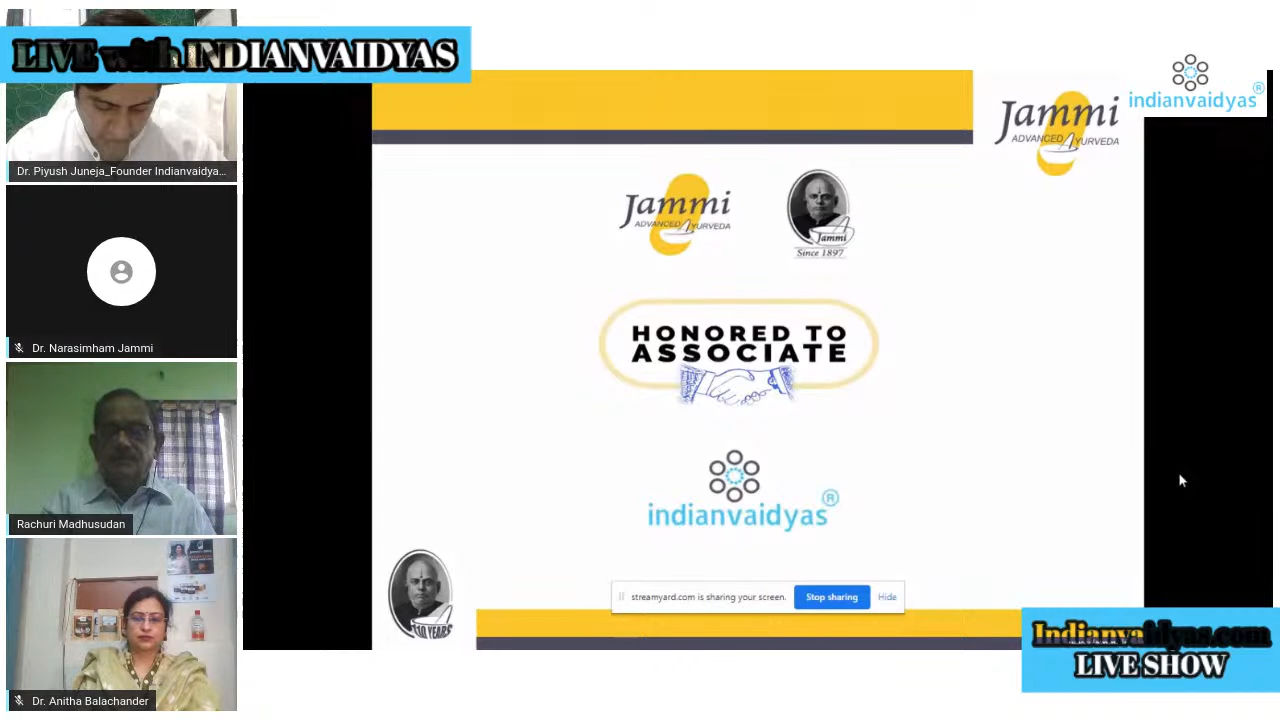 LIVE with INDIANVAIDYAS
Dr. Piyush Juneja_Founder Indianvaidya...
Dr. Narasimham Jammi
Rachuri Madhusudan
Dr. Anitha Balachander
Jammi
ADVANCED AYURVEDA
Jammi
Since 1897
HONORED TO
ASSOCIATE
indianvaidyas®
streamyard.com is sharing your screen.
Stop sharing
Hide
110 YEARS
Jammi
ADVANCED AYURVEDA
indianvaidyas®
Indianvaidyas.com
LIVE SHOW